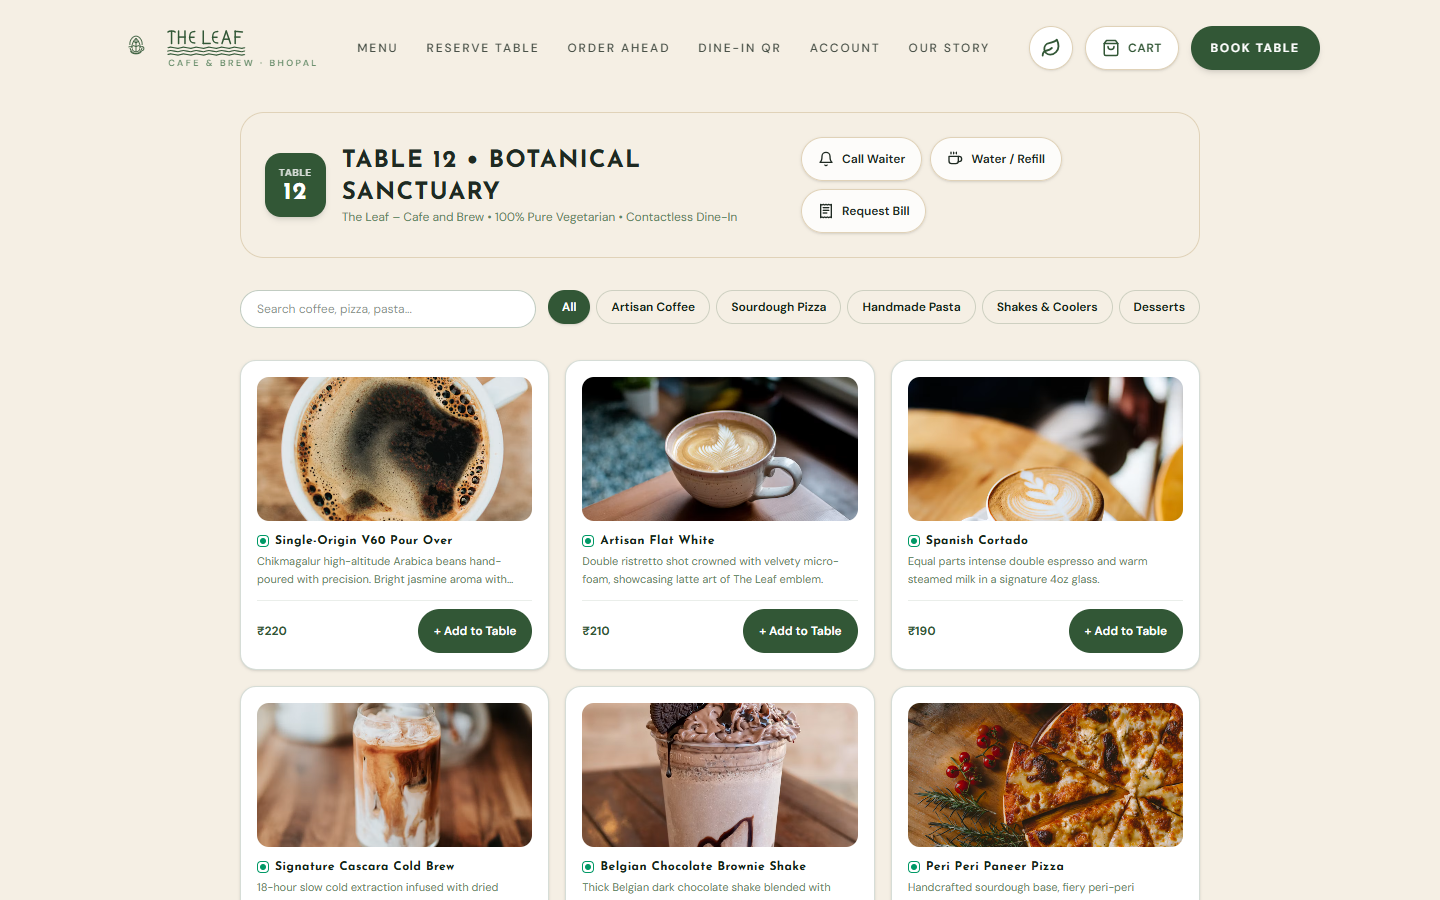 THE LEAF
CAFE & BREW · BHOPAL
MENU
RESERVE TABLE
ORDER AHEAD
DINE-IN QR
ACCOUNT
OUR STORY
CART
BOOK TABLE
TABLE
12
TABLE 12 • BOTANICAL
SANCTUARY
The Leaf – Cafe and Brew • 100% Pure Vegetarian • Contactless Dine-In
Call Waiter
Water / Refill
Request Bill
Search coffee, pizza, pasta...
All
Artisan Coffee
Sourdough Pizza
Handmade Pasta
Shakes & Coolers
Desserts
Single-Origin V60 Pour Over
Chikmagalur high-altitude Arabica beans hand-
poured with precision. Bright jasmine aroma with...
₹220
+ Add to Table
Artisan Flat White
Double ristretto shot crowned with velvety micro-
foam, showcasing latte art of The Leaf emblem.
₹210
+ Add to Table
Spanish Cortado
Equal parts intense double espresso and warm
steamed milk in a signature 4oz glass.
₹190
+ Add to Table
Signature Cascara Cold Brew
18-hour slow cold extraction infused with dried
Belgian Chocolate Brownie Shake
Thick Belgian dark chocolate shake blended with
Peri Peri Paneer Pizza
Handcrafted sourdough base, fiery peri-peri